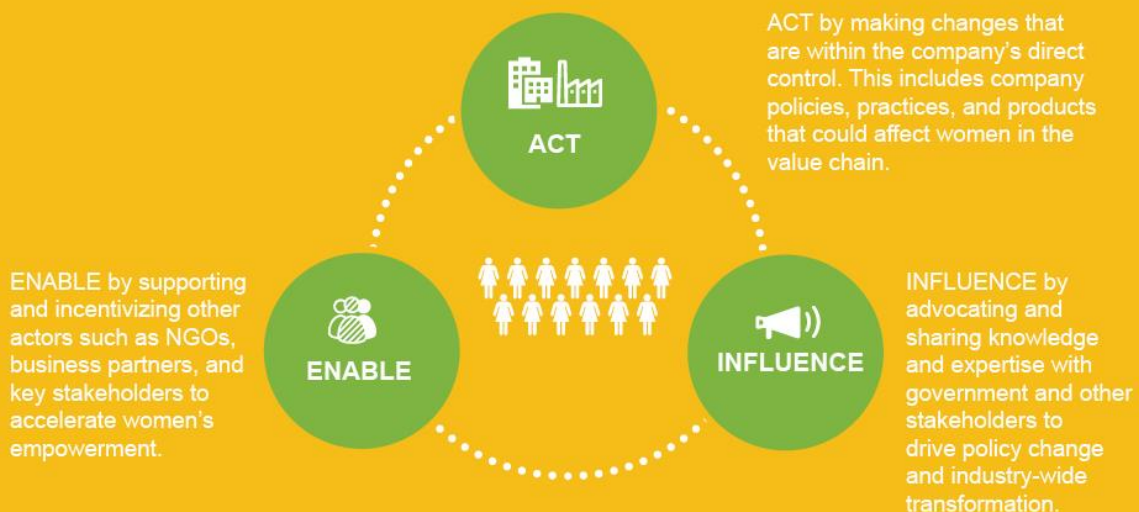 ACT by making changes that
are within the company's direct
control. This includes company
policies, practices, and products
that could affect women in the
value chain.
ACT
ENABLE by supporting
and incentivizing other
actors such as NGOs,
business partners, and
key stakeholders to
accelerate women's
empowerment.
ENABLE
INFLUENCE
INFLUENCE by
advocating and
sharing knowledge
and expertise with
government and other
stakeholders to
drive policy change
and industry-wide
transformation.